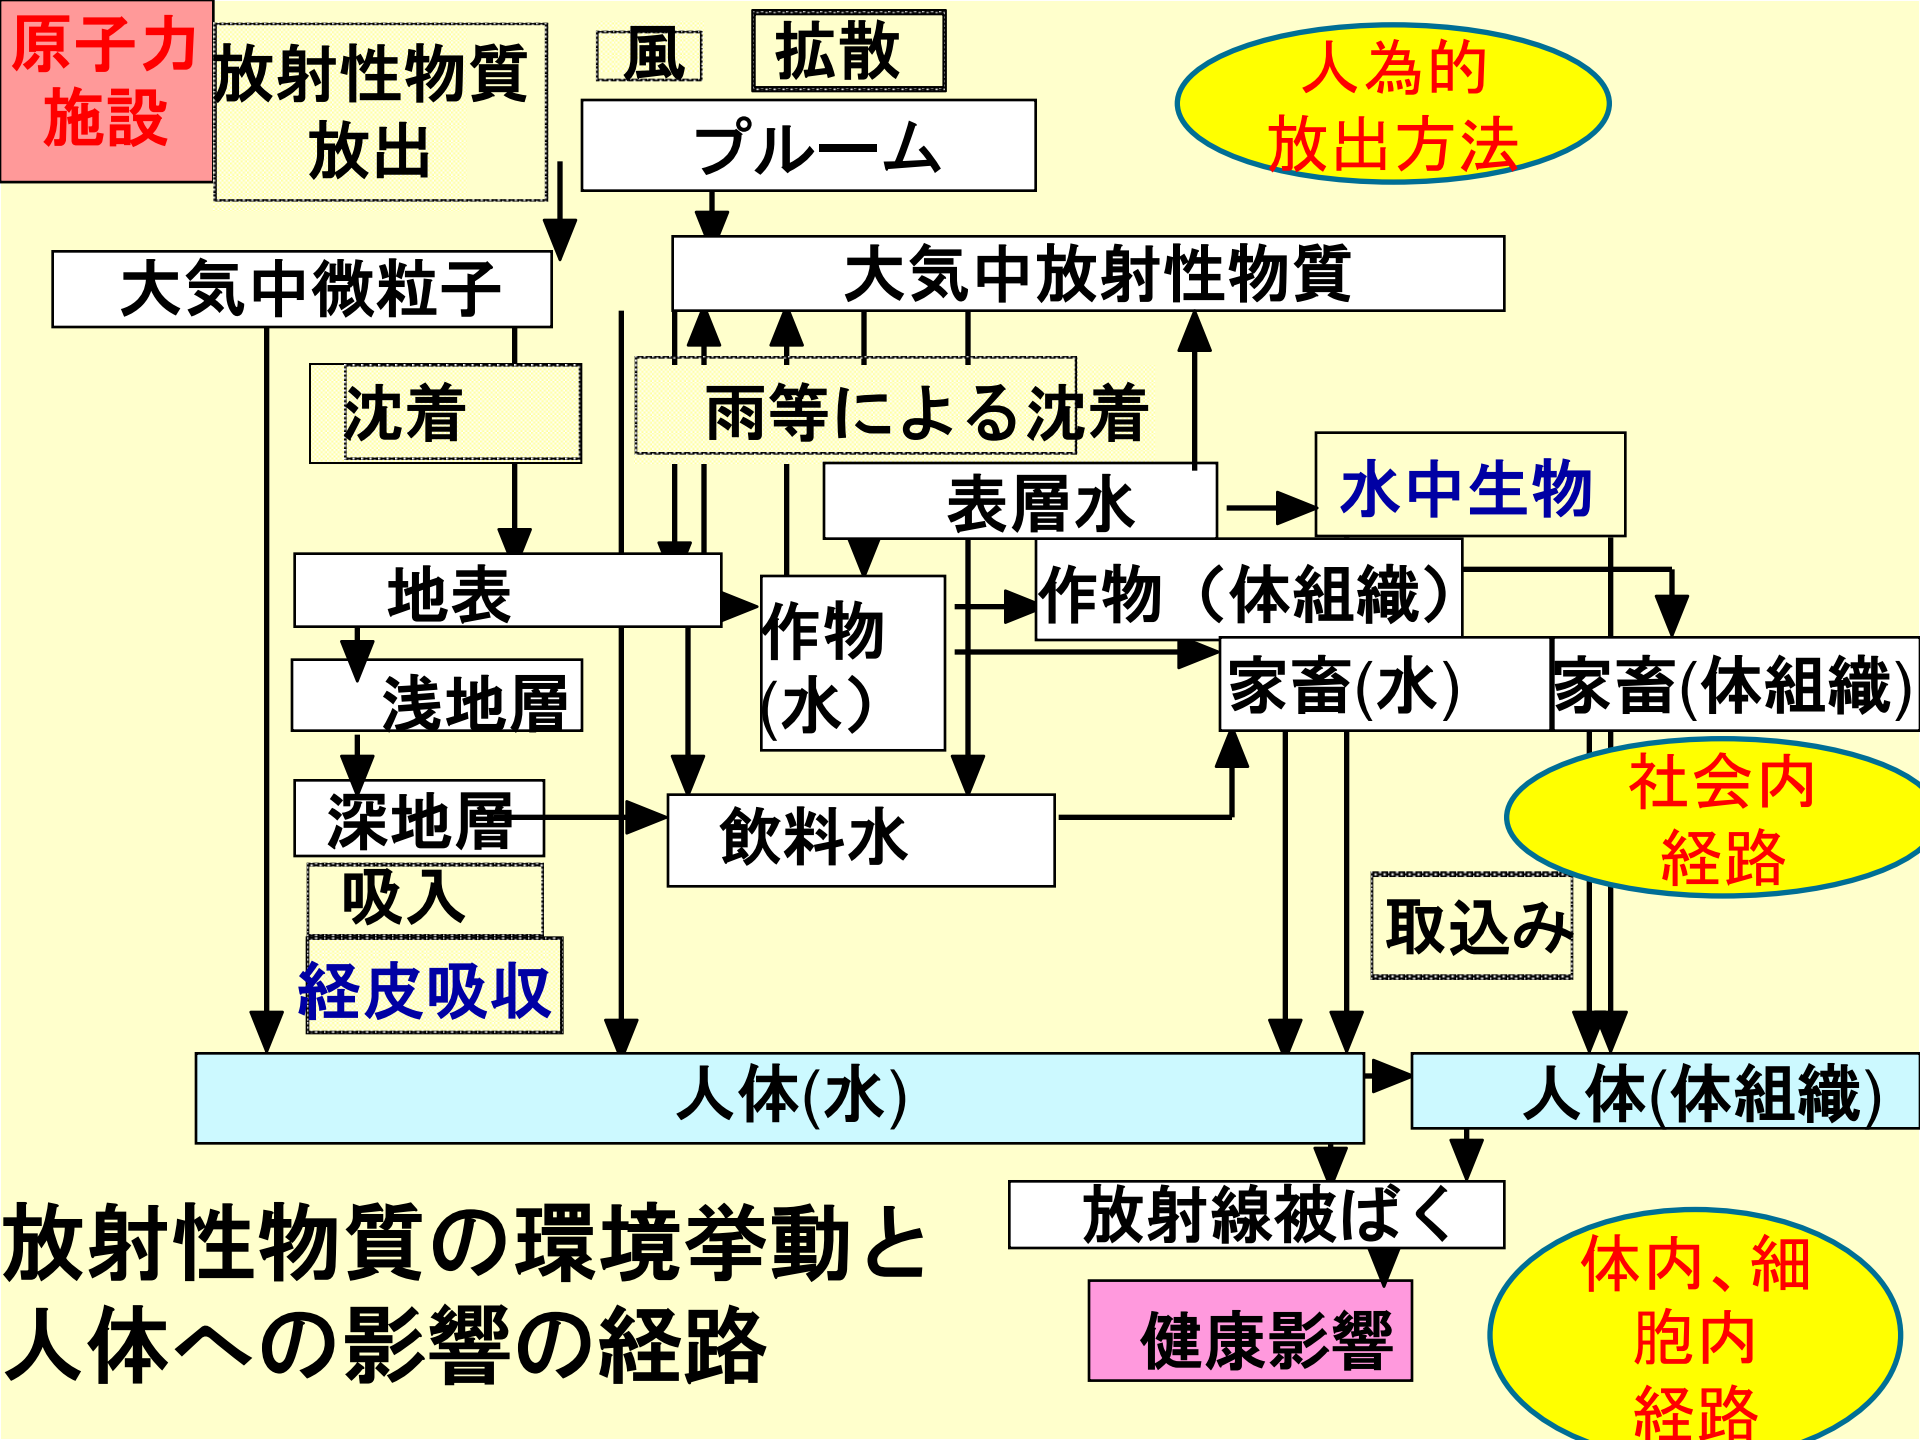 原子力
施設
放射性物質
放出
風
拡散
プルーム
人為的
放出方法
大気中微粒子
大気中放射性物質
沈着
雨等による沈着
表層水
水中生物
地表
作物
(水）
作物（体組織）
浅地層
家畜(水)
家畜(体組織)
深地層
飲料水
社会内
経路
吸入
取込み
経皮吸収
人体(水)
人体(体組織)
放射線被ばく
放射性物質の環境挙動と
人体への影響の経路
健康影響
体内、細
胞内
経路